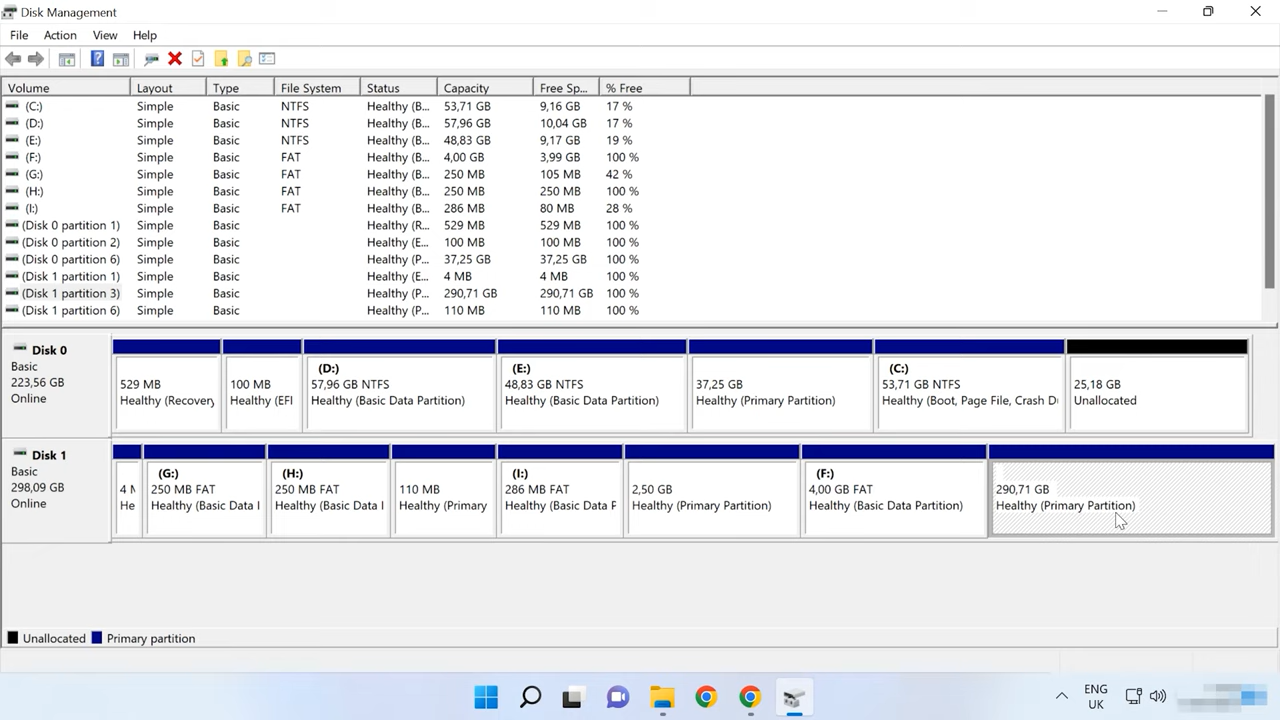 Disk Management
File Action View Help
Volume Layout Type File System Status Capacity Free Sp... % Free
(C:) Simple Basic NTFS Healthy (B... 53,71 GB 9,16 GB 17 %
(D:) Simple Basic NTFS Healthy (B... 57,96 GB 10,04 GB 17 %
(E:) Simple Basic NTFS Healthy (B... 48,83 GB 9,17 GB 19 %
(F:) Simple Basic FAT Healthy (B... 4,00 GB 3,99 GB 100 %
(G:) Simple Basic FAT Healthy (B... 250 MB 105 MB 42 %
(H:) Simple Basic FAT Healthy (B... 250 MB 250 MB 100 %
(I:) Simple Basic FAT Healthy (B... 286 MB 80 MB 28 %
(Disk 0 partition 1) Simple Basic Healthy (R... 529 MB 529 MB 100 %
(Disk 0 partition 2) Simple Basic Healthy (E... 100 MB 100 MB 100 %
(Disk 0 partition 6) Simple Basic Healthy (P... 37,25 GB 37,25 GB 100 %
(Disk 1 partition 1) Simple Basic Healthy (E... 4 MB 4 MB 100 %
(Disk 1 partition 3) Simple Basic Healthy (P... 290,71 GB 290,71 GB 100 %
(Disk 1 partition 6) Simple Basic Healthy (P... 110 MB 110 MB 100 %
Disk 0
Basic
223,56 GB
Online
529 MB
Healthy (Recovery
100 MB
Healthy (EFI
(D:)
57,96 GB NTFS
Healthy (Basic Data Partition)
(E:)
48,83 GB NTFS
Healthy (Basic Data Partition)
37,25 GB
Healthy (Primary Partition)
(C:)
53,71 GB NTFS
Healthy (Boot, Page File, Crash D
25,18 GB
Unallocated
Disk 1
Basic
298,09 GB
Online
4 M
He
(G:)
250 MB FAT
Healthy (Basic Data I
(H:)
250 MB FAT
Healthy (Basic Data I
110 MB
Healthy (Primary
(I:)
286 MB FAT
Healthy (Basic Data P
2,50 GB
Healthy (Primary Partition)
(F:)
4,00 GB FAT
Healthy (Basic Data Partition)
290,71 GB
Healthy (Primary Partition)
Unallocated Primary partition
ENG
UK